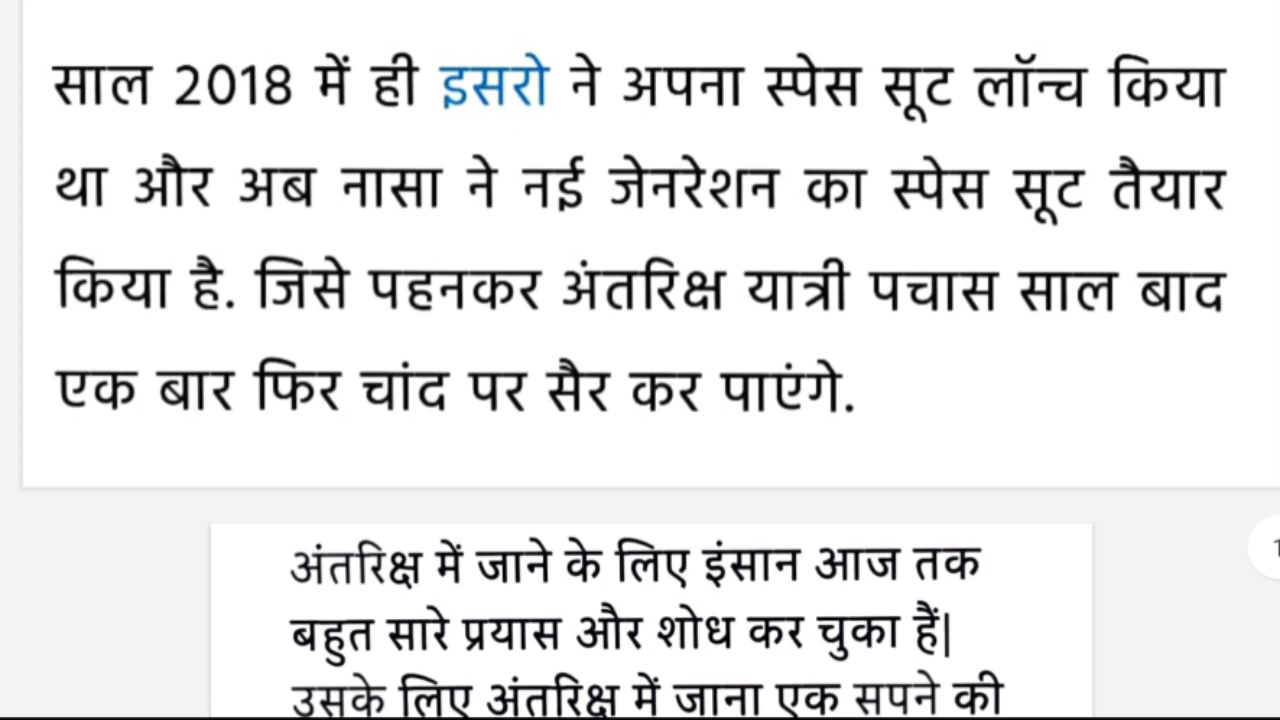 साल 2018 में ही इसरो ने अपना स्पेस सूट लॉन्च किया
था और अब नासा ने नई जेनरेशन का स्पेस सूट तैयार
किया है. जिसे पहनकर अंतरिक्ष यात्री पचास साल बाद
एक बार फिर चांद पर सैर कर पाएंगे.
1
अंतरिक्ष में जाने के लिए इंसान आज तक
बहुत सारे प्रयास और शोध कर चुका हैं|
उसके लिए अंतरिक्ष में जाना एक सपने की